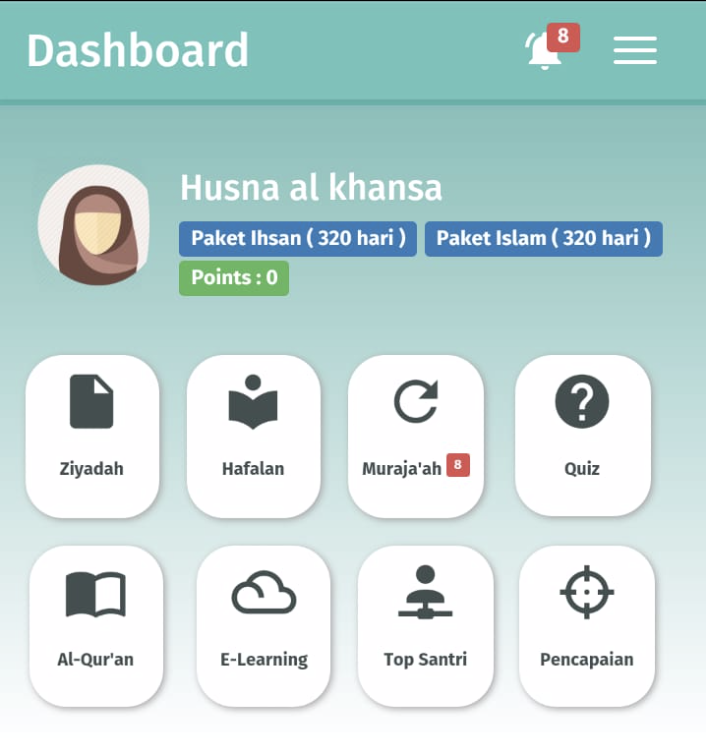 Dashboard 8
Husna al khansa
Paket Ihsan ( 320 hari ) Paket Islam ( 320 hari )
Points : 0
Ziyadah Hafalan Muraja'ah 8 Quiz
Al-Qur'an E-Learning Top Santri Pencapaian